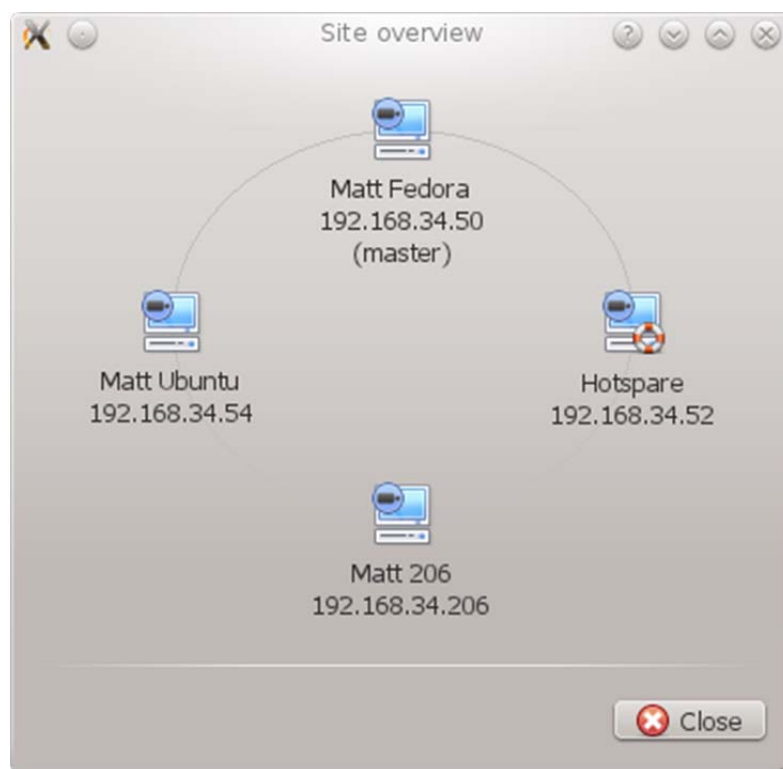 Site overview
Matt Fedora
192.168.34.50
(master)
Matt Ubuntu
192.168.34.54
Hotspare
192.168.34.52
Matt 206
192.168.34.206
Close